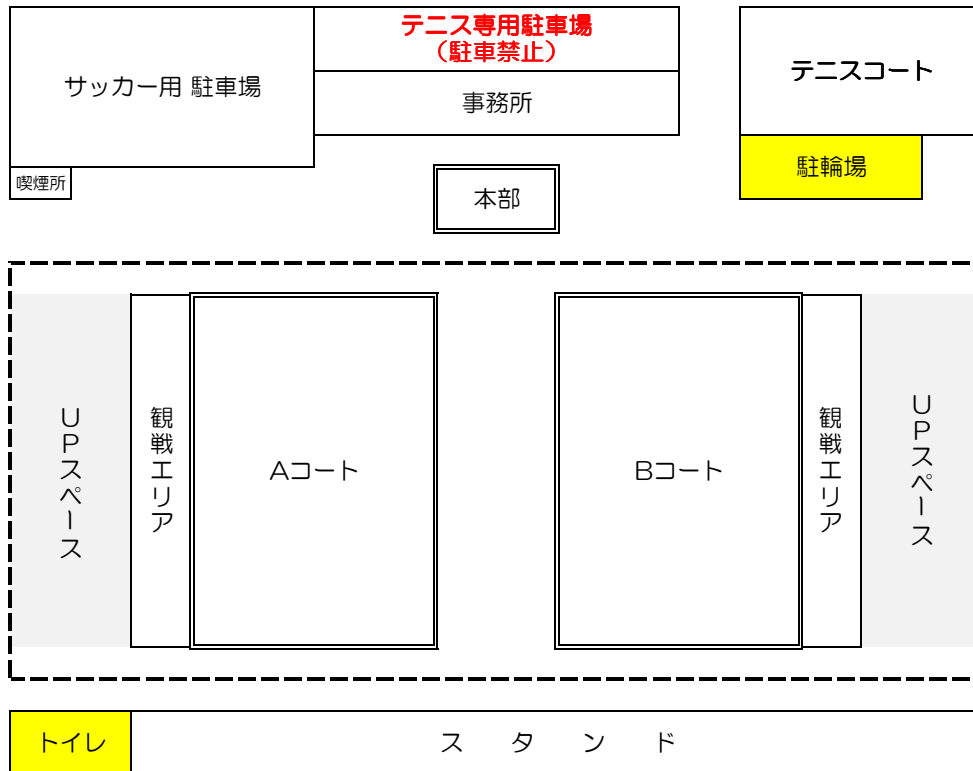 テニス専用駐車場
（駐車禁止）
サッカー用 駐車場
事務所
テニスコート
喫煙所
駐輪場
本部
UPスペース
観戦エリア
Aコート
Bコート
観戦エリア
UPスペース
トイレ
スタンド